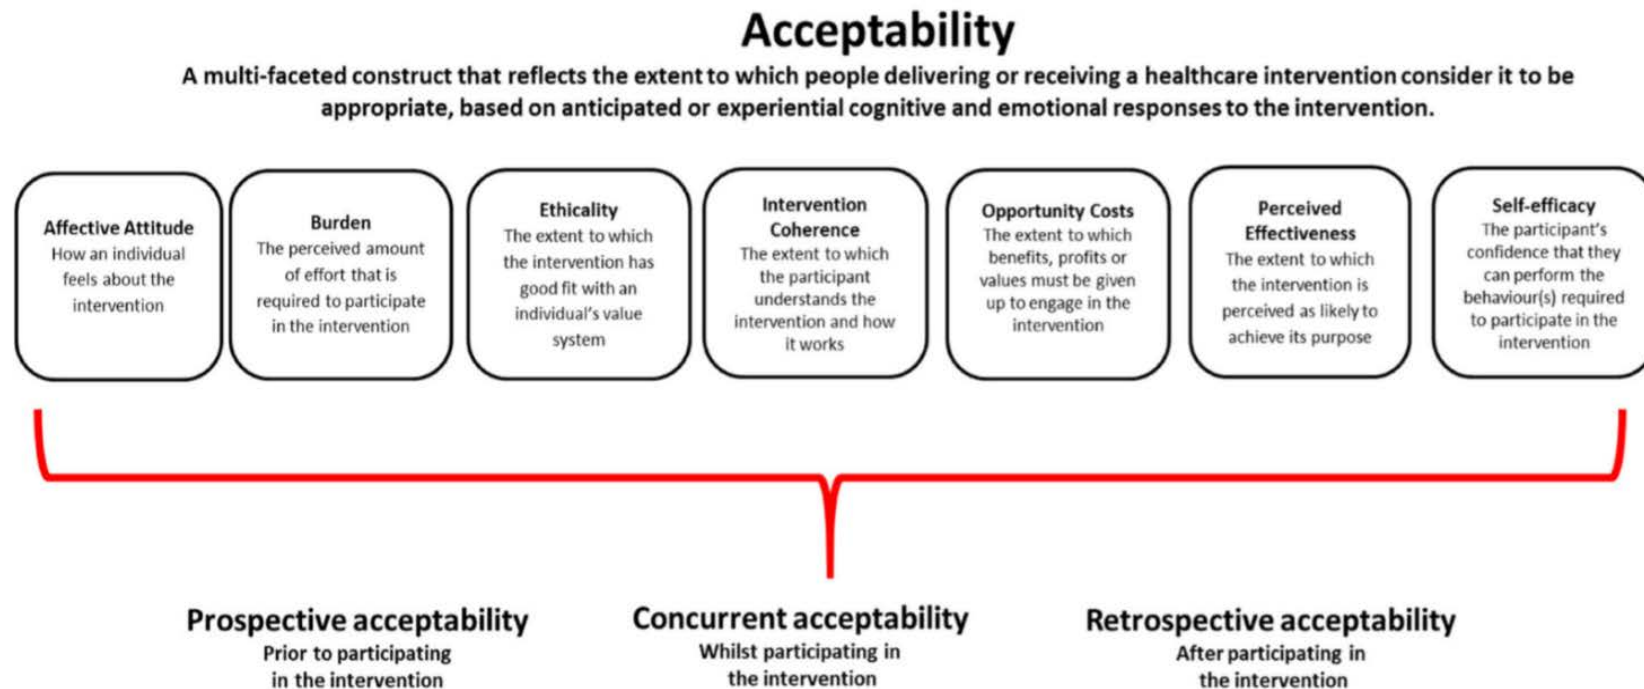 Acceptability
A multi-faceted construct that reflects the extent to which people delivering or receiving a healthcare intervention consider it to be
appropriate, based on anticipated or experiential cognitive and emotional responses to the intervention.
Affective Attitude
How an individual
feels about the
intervention
Burden
The perceived amount
of effort that is
required to participate
in the intervention
Ethicality
The extent to which
the intervention has
good fit with an
individual's value
system
Intervention
Coherence
The extent to which
the participant
understands the
intervention and how
it works
Opportunity Costs
The extent to which
benefits, profits or
values must be given
up to engage in the
intervention
Perceived
Effectiveness
The extent to which
the intervention is
perceived as likely to
achieve its purpose
Self-efficacy
The participant's
confidence that they
can perform the
behaviour(s) required
to participate in the
intervention
Prospective acceptability
Prior to participating
in the intervention
Concurrent acceptability
Whilst participating in
the intervention
Retrospective acceptability
After participating in
the intervention